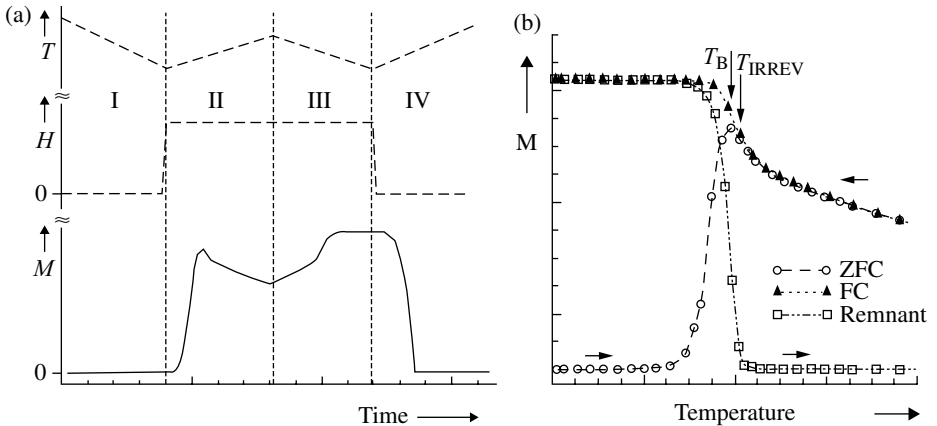 (a)
T
H
0
M
0
I
II
III
IV
Time
(b)
M
T_B
T_IRREV
ZFC
FC
Remnant
Temperature